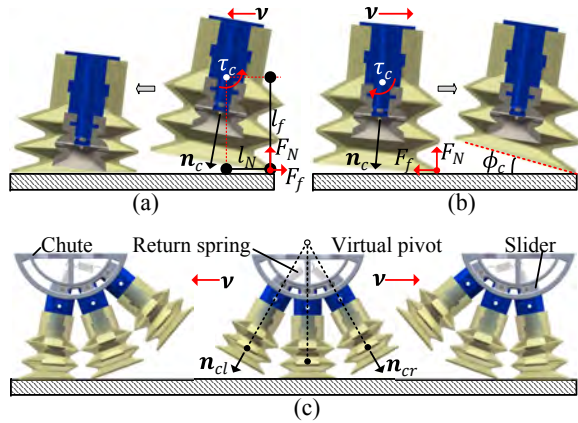 v
v
τc
τc
lf
nc
FN
lN
Ff
nc
FN
Ff
ϕc
(a)
(b)
Chute
Return spring
Virtual pivot
Slider
v
v
ncl
ncr
(c)